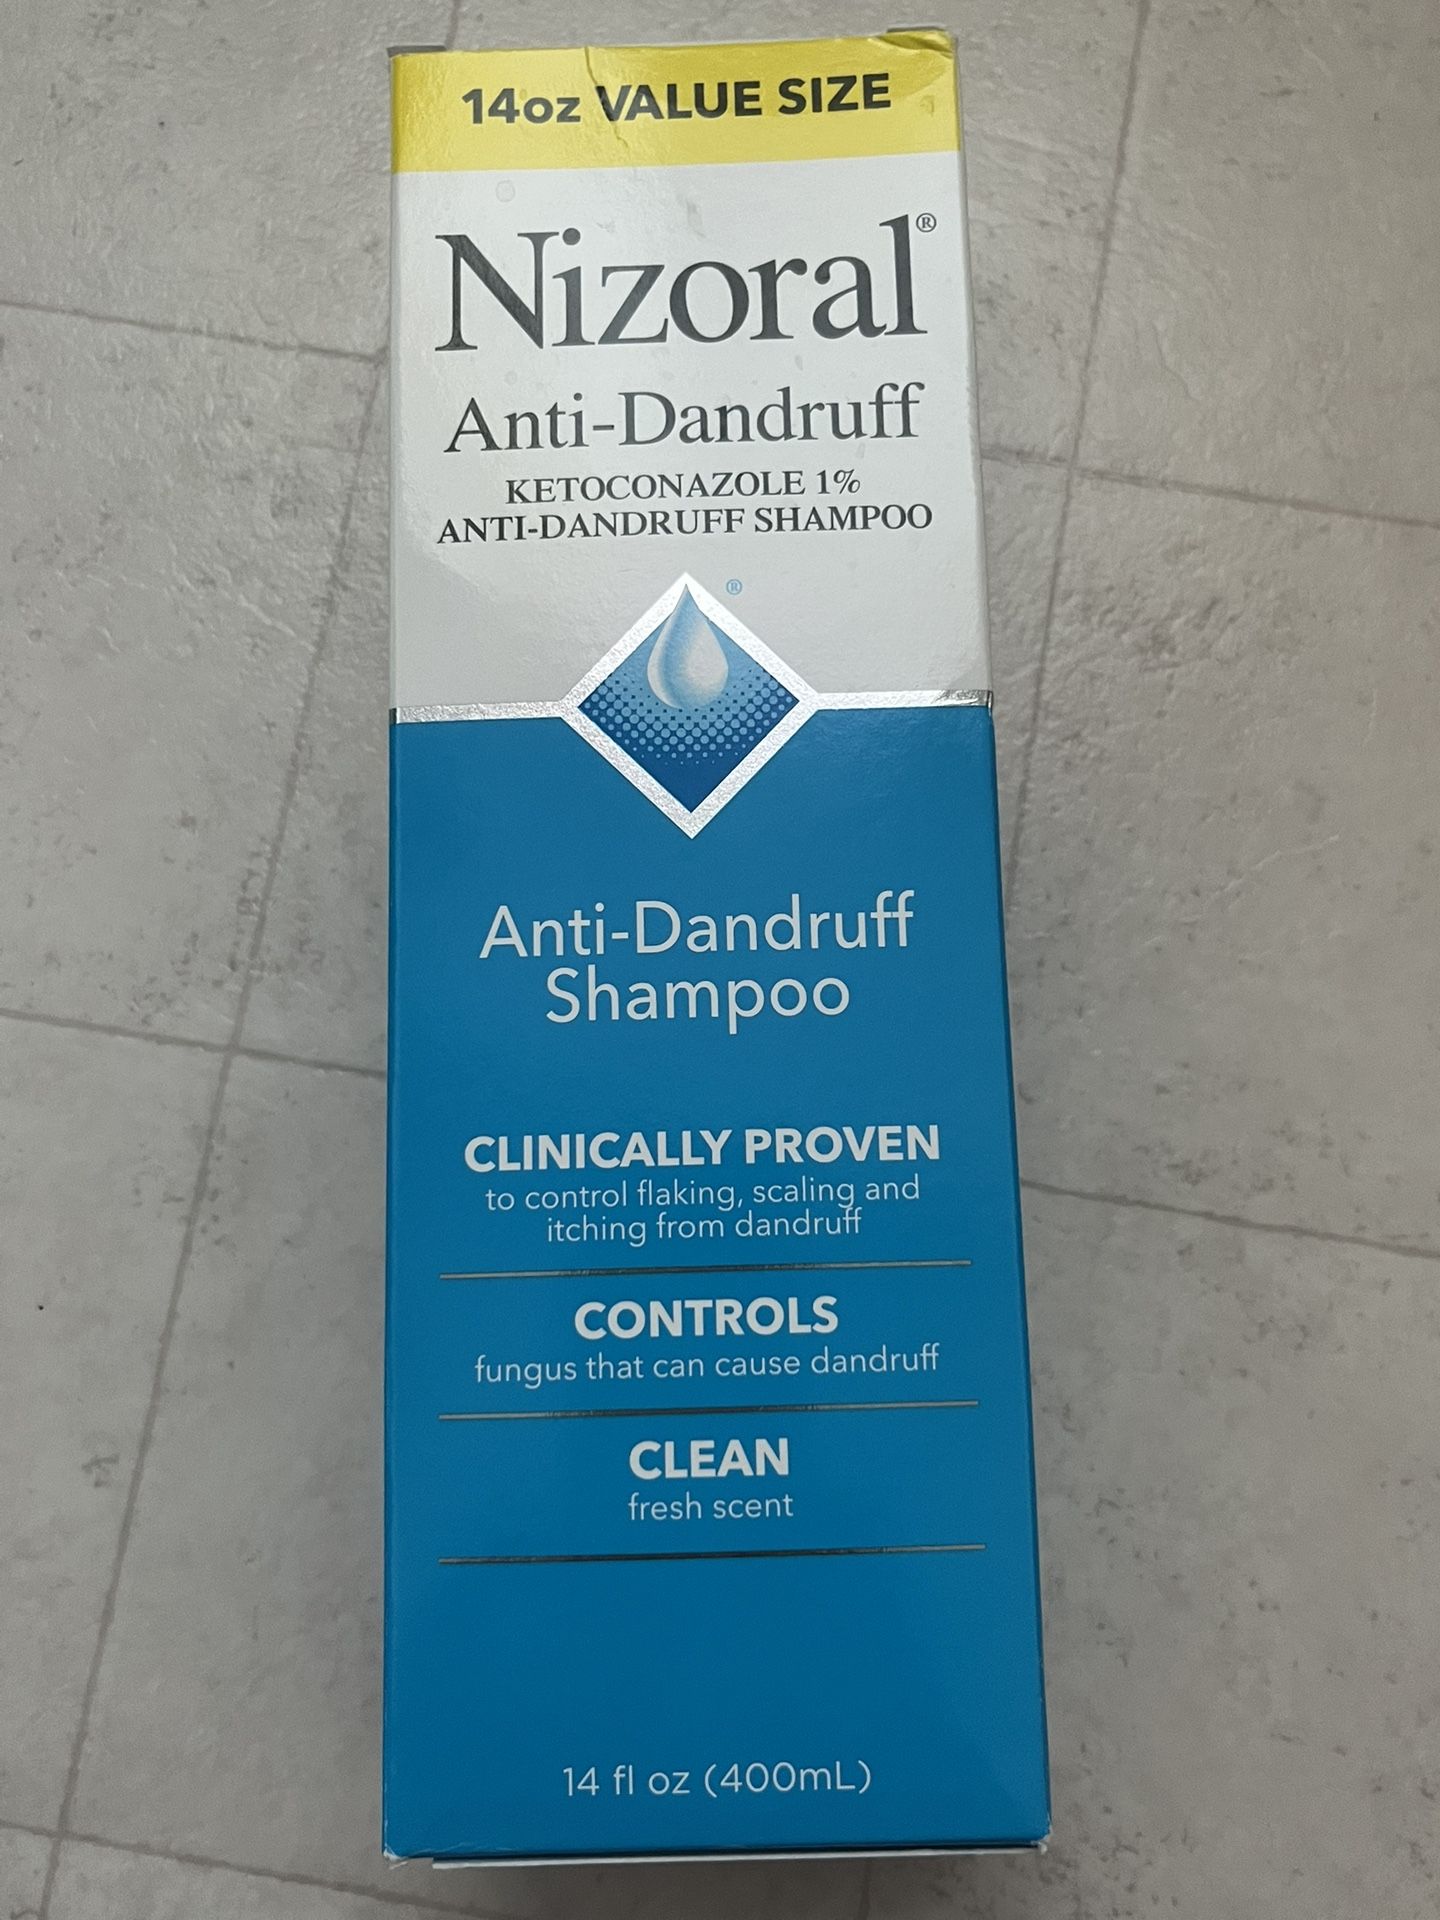 14oz VALUE SIZE
Nizoral®
Anti-Dandruff
KETOCONAZOLE 1%
ANTI-DANDRUFF SHAMPOO
®
Anti-Dandruff
Shampoo
CLINICALLY PROVEN
to control flaking, scaling and
itching from dandruff
CONTROLS
fungus that can cause dandruff
CLEAN
fresh scent
14 fl oz (400mL)